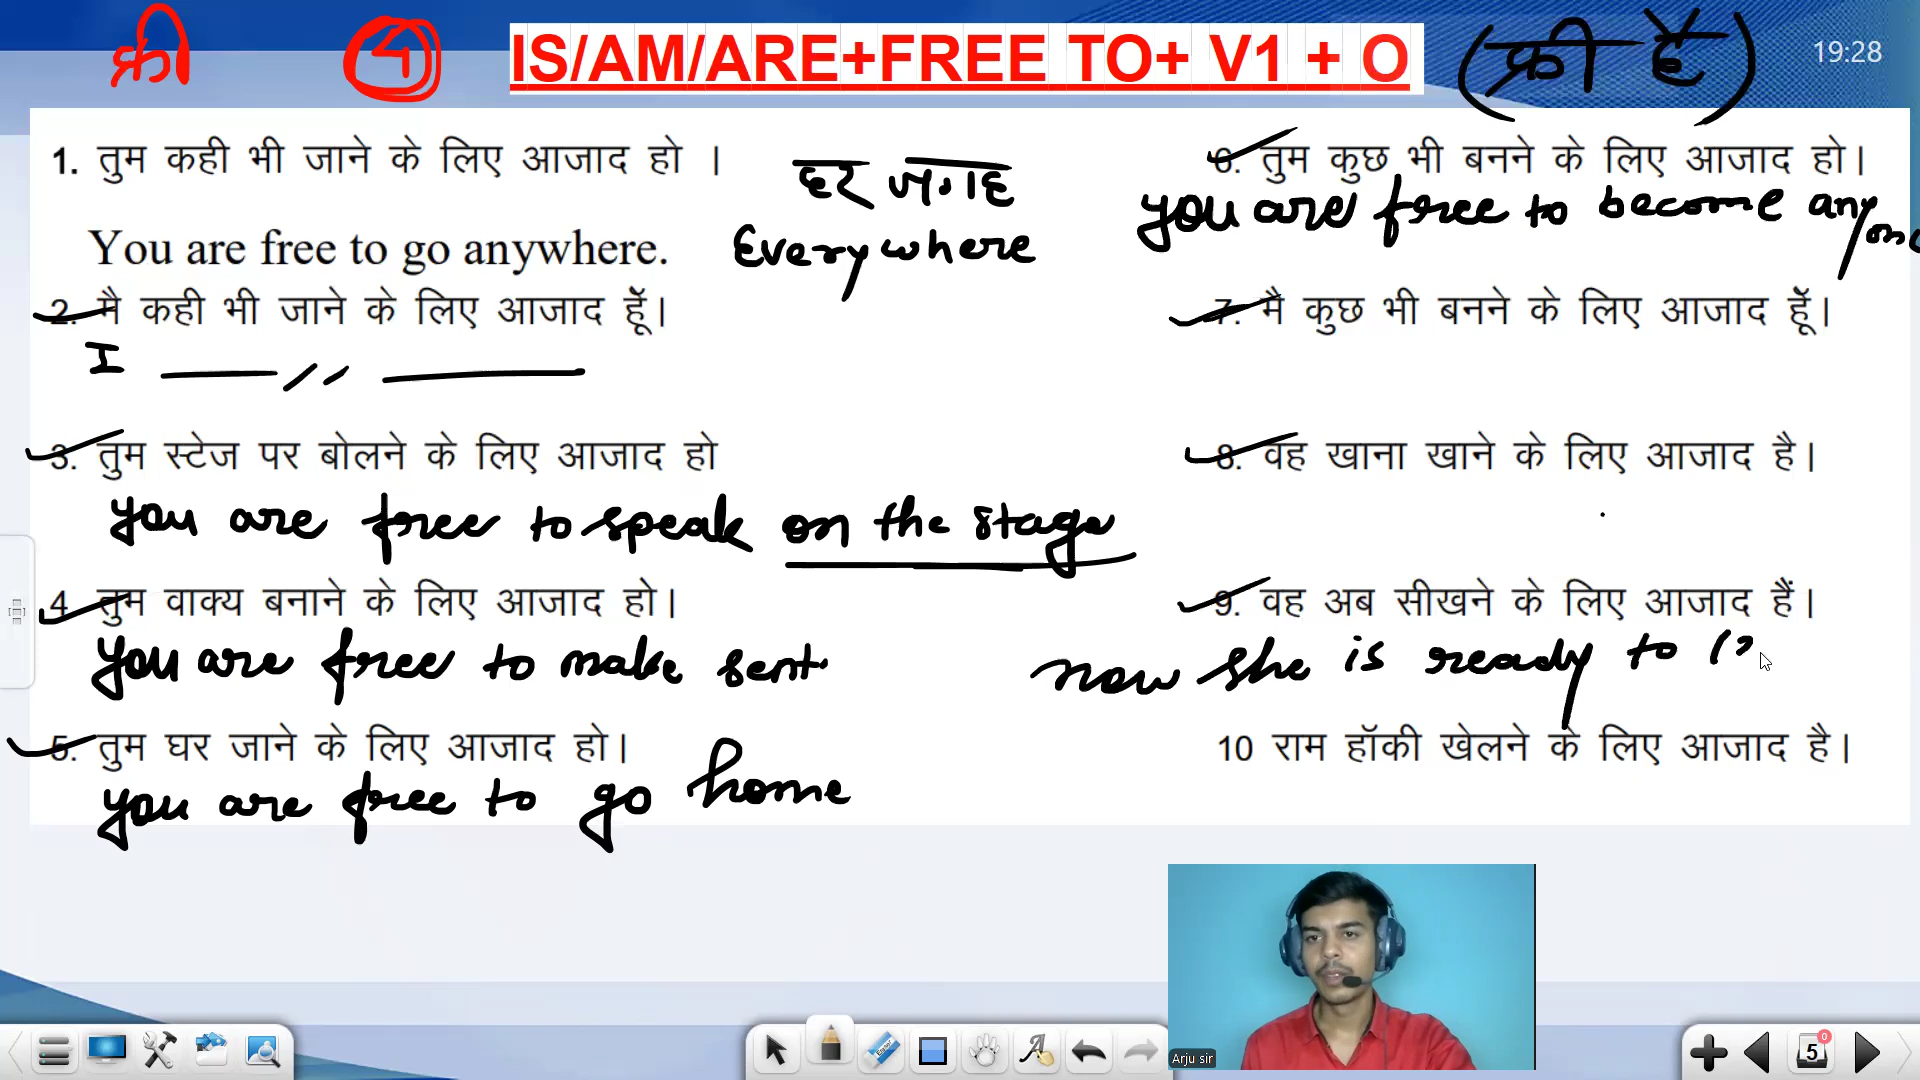 फ्री
4
IS/AM/ARE+FREE TO+ V1 + O
(फ्री हैं)
19:28
1. तुम कही भी जाने के लिए आजाद हो ।
हर जगह
You are free to go anywhere.
Everywhere
2. मै कही भी जाने के लिए आजाद हूँ।
I
3. तुम स्टेज पर बोलने के लिए आजाद हो
you are free to speak on the stage
4 तुम वाक्य बनाने के लिए आजाद हो।
you are free to make sent
5. तुम घर जाने के लिए आजाद हो।
you are free to go home
6. तुम कुछ भी बनने के लिए आजाद हो।
you are free to become any one
7. मै कुछ भी बनने के लिए आजाद हूँ।
8. वह खाना खाने के लिए आजाद है।
9. वह अब सीखने के लिए आजाद हैं।
now she is ready to
10 राम हॉकी खेलने के लिए आजाद है।
Arju sir
5
0